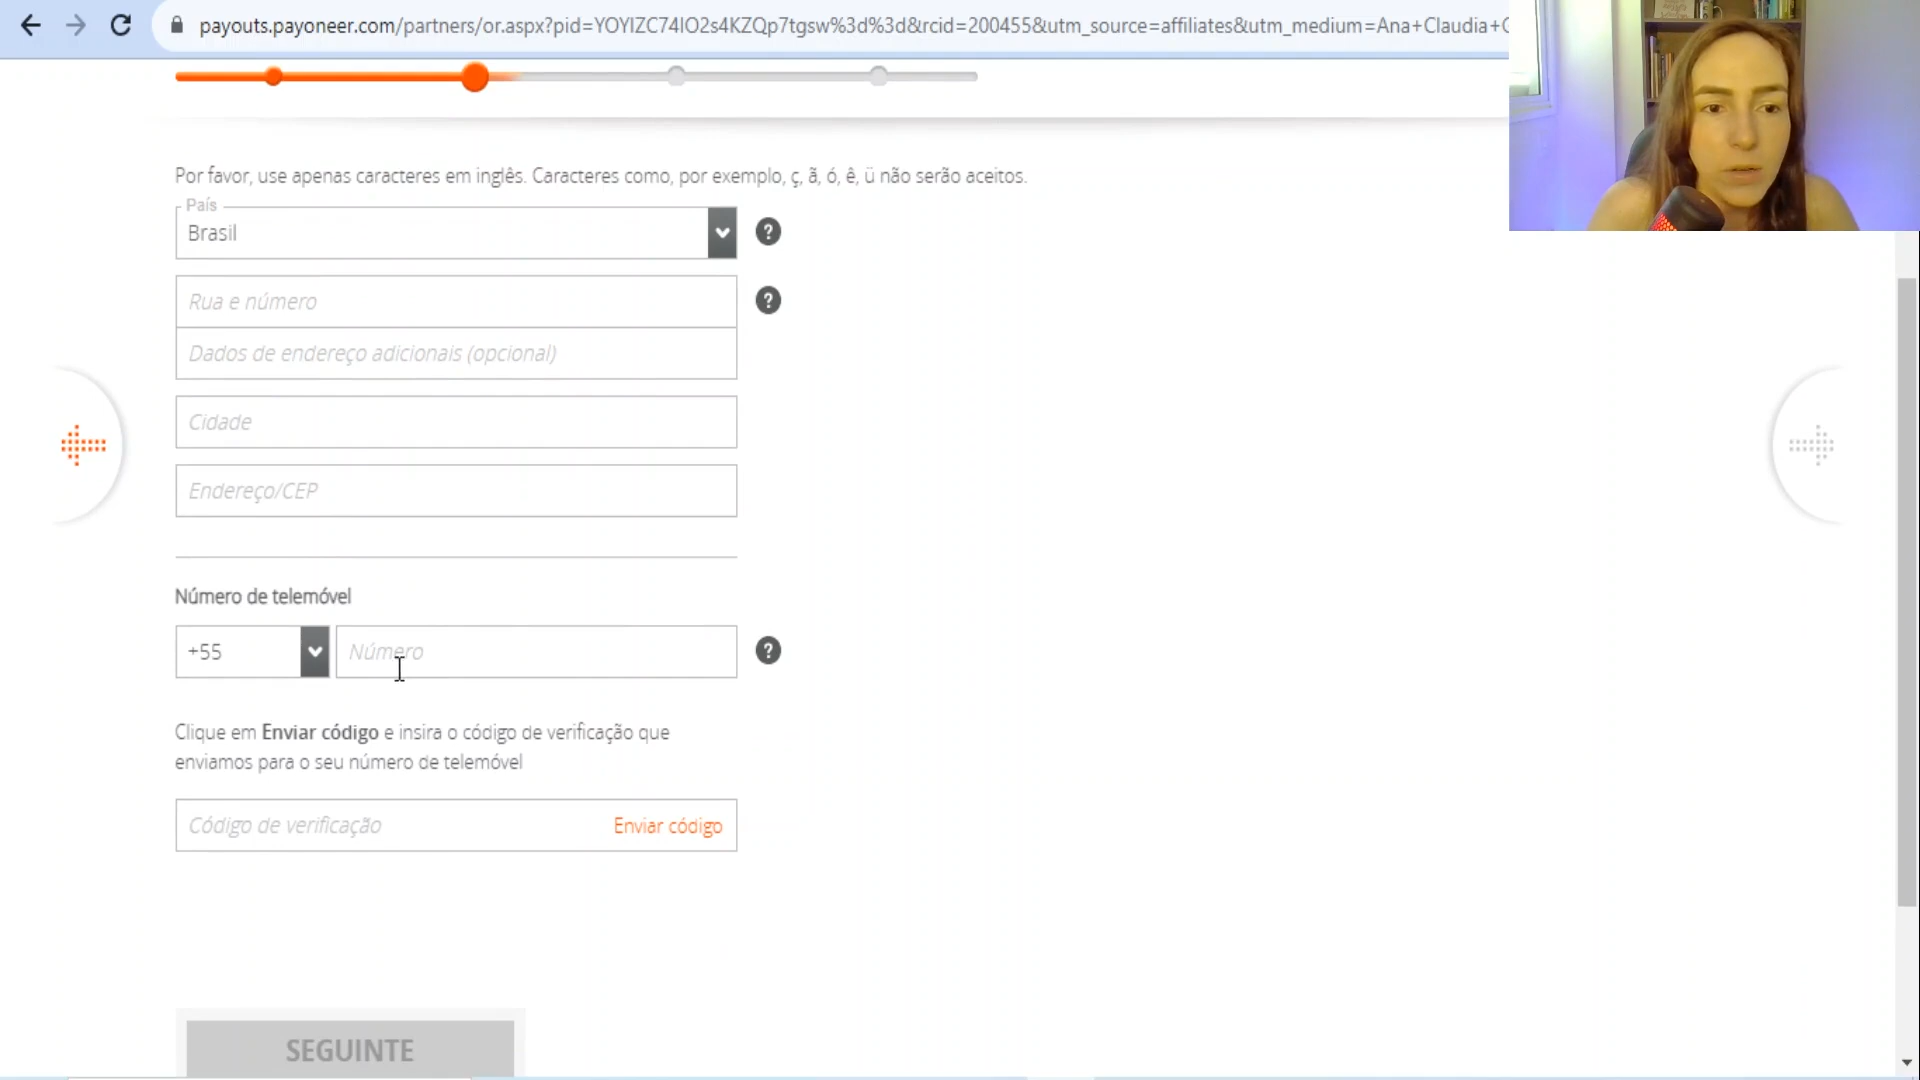 payouts.payoneer.com/partners/or.aspx?pid=YOYIZC74IO2s4KZQp7tgsw%3d%3d&rcid=200455&utm_source=affiliates&utm_medium=Ana+Claudia+
Por favor, use apenas caracteres em inglês. Caracteres como, por exemplo, ç, ã, ó, ê, ü não serão aceitos.
País
Brasil
?
Rua e número
?
Dados de endereço adicionais (opcional)
Cidade
Endereço/CEP
Número de telemóvel
+55
Número
?
Clique em Enviar código e insira o código de verificação que
enviamos para o seu número de telemóvel
Código de verificação
Enviar código
SEGUINTE